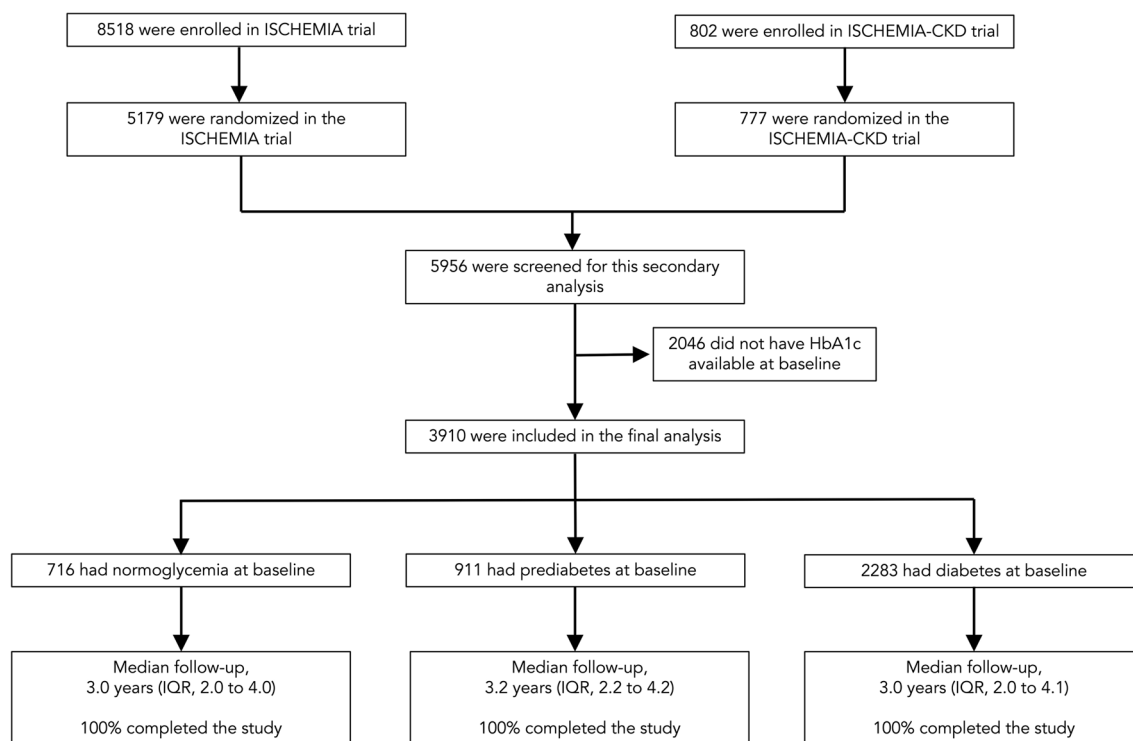 8518 were enrolled in ISCHEMIA trial
802 were enrolled in ISCHEMIA-CKD trial
5179 were randomized in the
ISCHEMIA trial
777 were randomized in the
ISCHEMIA-CKD trial
5956 were screened for this secondary
analysis
2046 did not have HbA1c
available at baseline
3910 were included in the final analysis
716 had normoglycemia at baseline
911 had prediabetes at baseline
2283 had diabetes at baseline
Median follow-up,
3.0 years (IQR, 2.0 to 4.0)
100% completed the study
Median follow-up,
3.2 years (IQR, 2.2 to 4.2)
100% completed the study
Median follow-up,
3.0 years (IQR, 2.0 to 4.1)
100% completed the study